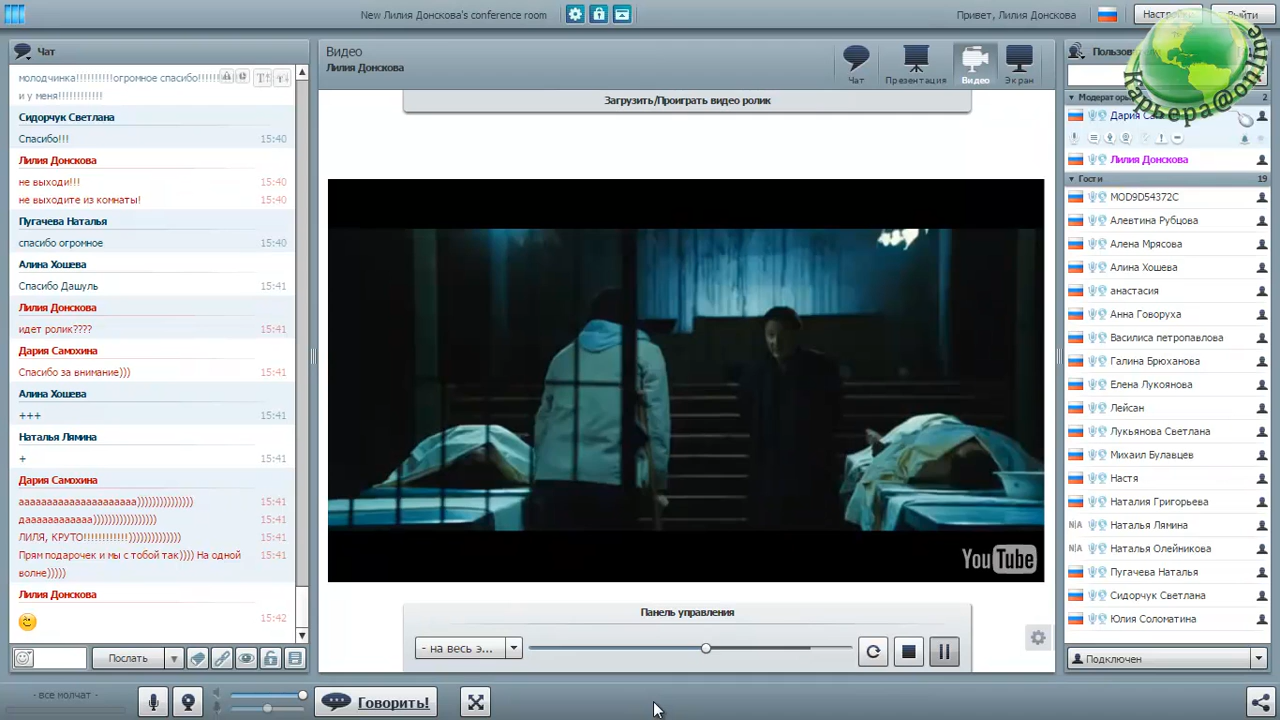 New Лилия Донскова's conference room
Привет, Лилия Донскова
Настройк
Выйти
карьера@online
Чат
молодчинка!!!!!!!!!!огромное спасибо!!!!!!
и у меня!!!!!!!!!!!!
Сидорчук Светлана
Спасибо!!! 15:40
Лилия Донскова
не выходи!!! 15:40
не выходите из комнаты! 15:40
Пугачева Наталья
спасибо огромное 15:40
Алина Хошева
Спасибо Дашуль 15:41
Лилия Донскова
идет ролик???? 15:41
Дария Самохина
Спасибо за внимание))) 15:41
Алина Хошева
+++ 15:41
Наталья Лямина
+ 15:41
Дария Самохина
ааааааааааааааааааааа))))))))))))))) 15:41
дааааааааааа))))))))))))))))) 15:41
ЛИЛЯ, КРУТО!!!!!!!!!!!!)))))))))))))) 15:41
Прям подарочек и мы с тобой так)))) На одной 15:41
волне)))))
Лилия Донскова
15:42
Послать
- все молчат -
Говорить!
Видео
Лилия Донскова
Чат
Презентация
Видео
Экран
Загрузить/Проиграть видео ролик
YouTube
Панель управления
- на весь э...
Модераторы 2
Лилия Донскова
Гости 19
MOD9D54372C
Алевтина Рубцова
Алена Мрясова
Алина Хошева
анастасия
Анна Говоруха
Василиса петропавлова
Галина Брюханова
Елена Лукоянова
Лейсан
Лукьянова Светлана
Михаил Булавцев
Настя
Наталия Григорьева
N/A Наталья Лямина
N/A Наталья Олейникова
Пугачева Наталья
Сидорчук Светлана
Юлия Соломатина
Подключен